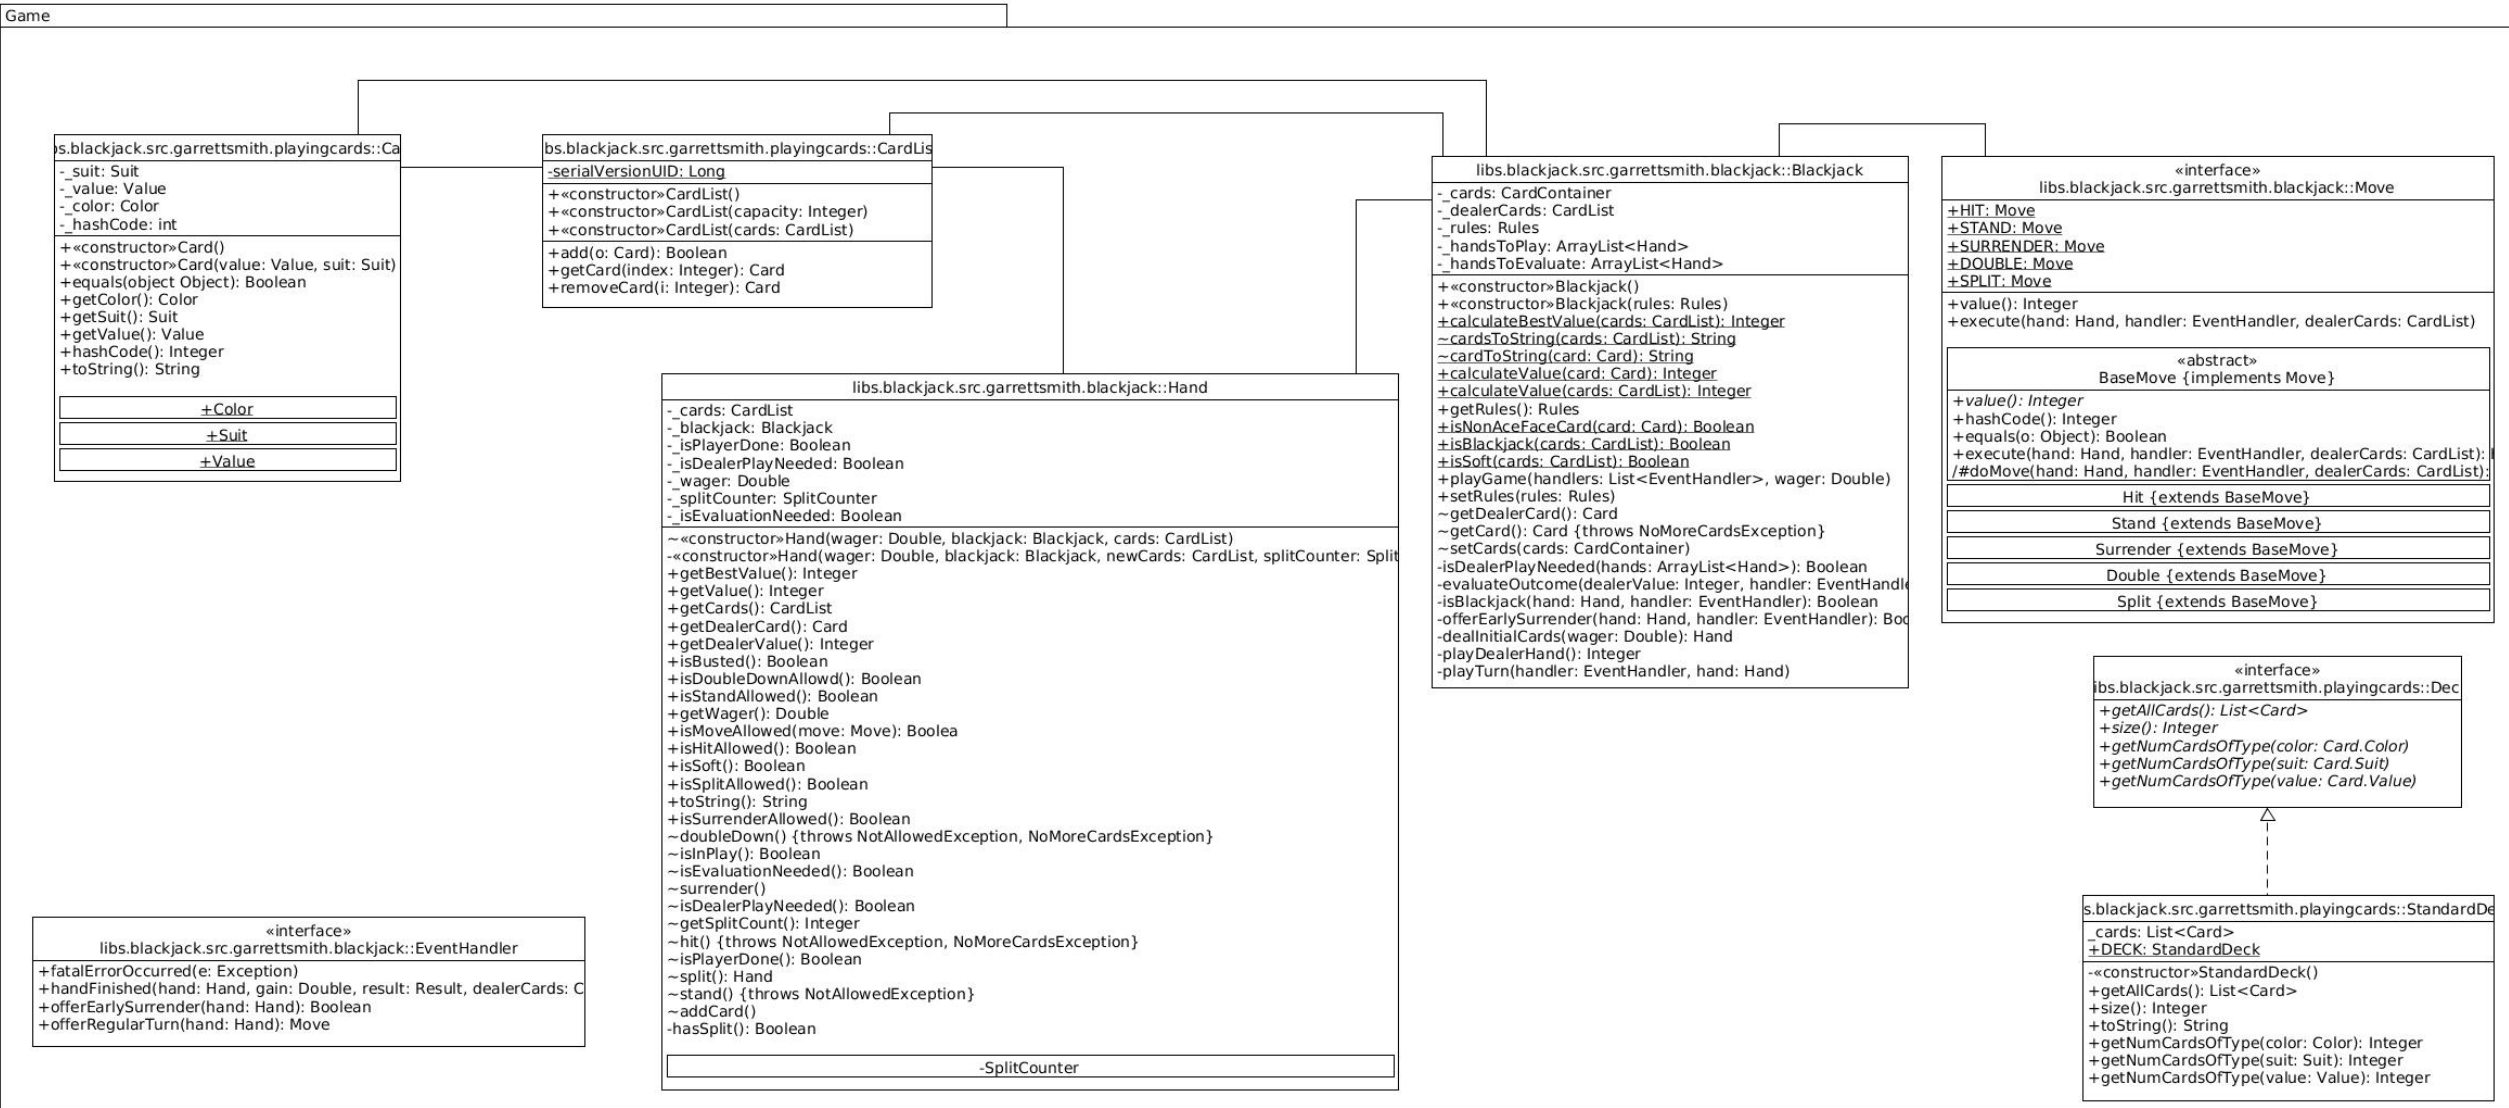 Game
bs.blackjack.src.garrettsmith.playingcards::Ca
-_suit: Suit
-_value: Value
-_color: Color
-_hashCode: int
+«constructor»Card()
+«constructor»Card(value: Value, suit: Suit)
+equals(object Object): Boolean
+getColor(): Color
+getSuit(): Suit
+getValue(): Value
+hashCode(): Integer
+toString(): String
+Color
+Suit
+Value
bs.blackjack.src.garrettsmith.playingcards::CardLis
-serialVersionUID: Long
+«constructor»CardList()
+«constructor»CardList(capacity: Integer)
+«constructor»CardList(cards: CardList)
+add(o: Card): Boolean
+getCard(index: Integer): Card
+removeCard(i: Integer): Card
libs.blackjack.src.garrettsmith.blackjack::Hand
-_cards: CardList
-_blackjack: Blackjack
-_isPlayerDone: Boolean
-_isDealerPlayNeeded: Boolean
-_wager: Double
-_splitCounter: SplitCounter
-_isEvaluationNeeded: Boolean
~«constructor»Hand(wager: Double, blackjack: Blackjack, cards: CardList)
-«constructor»Hand(wager: Double, blackjack: Blackjack, newCards: CardList, splitCounter: Split
+getBestValue(): Integer
+getValue(): Integer
+getCards(): CardList
+getDealerCard(): Card
+getDealerValue(): Integer
+isBusted(): Boolean
+isDoubleDownAllowd(): Boolean
+isStandAllowed(): Boolean
+getWager(): Double
+isMoveAllowed(move: Move): Boolea
+isHitAllowed(): Boolean
+isSoft(): Boolean
+isSplitAllowed(): Boolean
+toString(): String
+isSurrenderAllowed(): Boolean
~doubleDown() {throws NotAllowedException, NoMoreCardsException}
~isInPlay(): Boolean
~isEvaluationNeeded(): Boolean
~surrender()
~isDealerPlayNeeded(): Boolean
~getSplitCount(): Integer
~hit() {throws NotAllowedException, NoMoreCardsException}
~isPlayerDone(): Boolean
~split(): Hand
~stand() {throws NotAllowedException}
~addCard()
-hasSplit(): Boolean
-SplitCounter
libs.blackjack.src.garrettsmith.blackjack::Blackjack
-_cards: CardContainer
-_dealerCards: CardList
-_rules: Rules
-_handsToPlay: ArrayList<Hand>
-_handsToEvaluate: ArrayList<Hand>
+«constructor»Blackjack()
+«constructor»Blackjack(rules: Rules)
+calculateBestValue(cards: CardList): Integer
~cardsToString(cards: CardList): String
~cardToString(card: Card): String
+calculateValue(card: Card): Integer
+calculateValue(cards: CardList): Integer
+getRules(): Rules
+isNonAceFaceCard(card: Card): Boolean
+isBlackjack(cards: CardList): Boolean
+isSoft(cards: CardList): Boolean
+playGame(handlers: List<EventHandler>, wager: Double)
+setRules(rules: Rules)
~getDealerCard(): Card
~getCard(): Card {throws NoMoreCardsException}
~setCards(cards: CardContainer)
-isDealerPlayNeeded(hands: ArrayList<Hand>): Boolean
-evaluateOutcome(dealerValue: Integer, handler: EventHandle
-isBlackjack(hand: Hand, handler: EventHandler): Boolean
-offerEarlySurrender(hand: Hand, handler: EventHandler): Boo
-dealInitialCards(wager: Double): Hand
-playDealerHand(): Integer
-playTurn(handler: EventHandler, hand: Hand)
«interface»
libs.blackjack.src.garrettsmith.blackjack::Move
+HIT: Move
+STAND: Move
+SURRENDER: Move
+DOUBLE: Move
+SPLIT: Move
+value(): Integer
+execute(hand: Hand, handler: EventHandler, dealerCards: CardList)
«abstract»
BaseMove {implements Move}
+value(): Integer
+hashCode(): Integer
+equals(o: Object): Boolean
+execute(hand: Hand, handler: EventHandler, dealerCards: CardList):
/#doMove(hand: Hand, handler: EventHandler, dealerCards: CardList):
Hit {extends BaseMove}
Stand {extends BaseMove}
Surrender {extends BaseMove}
Double {extends BaseMove}
Split {extends BaseMove}
«interface»
ibs.blackjack.src.garrettsmith.playingcards::Dec
+getAllCards(): List<Card>
+size(): Integer
+getNumCardsOfType(color: Card.Color)
+getNumCardsOfType(suit: Card.Suit)
+getNumCardsOfType(value: Card.Value)
s.blackjack.src.garrettsmith.playingcards::StandardDe
_cards: List<Card>
+DECK: StandardDeck
-«constructor»StandardDeck()
+getAllCards(): List<Card>
+size(): Integer
+toString(): String
+getNumCardsOfType(color: Color): Integer
+getNumCardsOfType(suit: Suit): Integer
+getNumCardsOfType(value: Value): Integer
«interface»
libs.blackjack.src.garrettsmith.blackjack::EventHandler
+fatalErrorOccurred(e: Exception)
+handFinished(hand: Hand, gain: Double, result: Result, dealerCards: C
+offerEarlySurrender(hand: Hand): Boolean
+offerRegularTurn(hand: Hand): Move